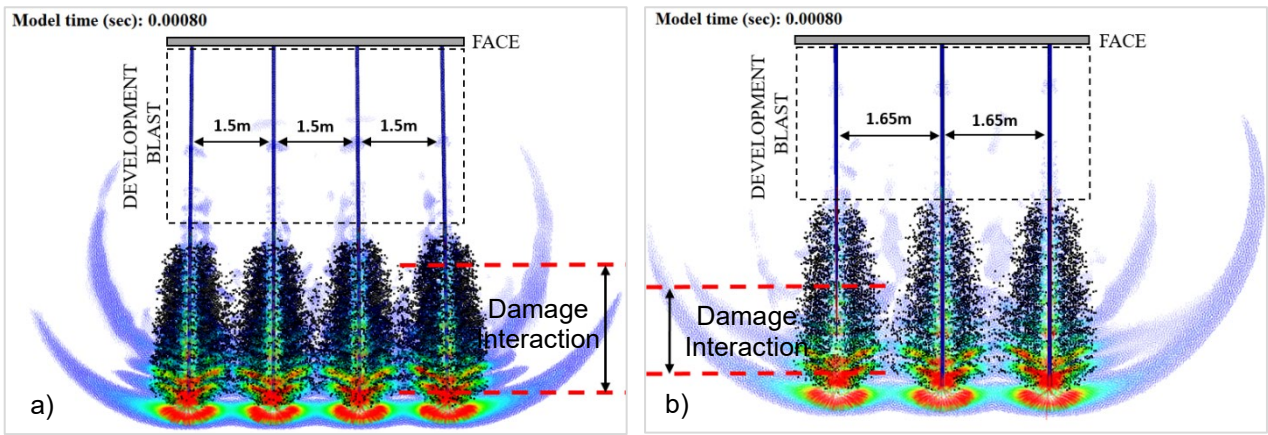 Model time (sec): 0.00080
FACE
DEVELOPMENT
BLAST
1.5m
1.5m
1.5m
Damage
Interaction
a)
Model time (sec): 0.00080
FACE
DEVELOPMENT
BLAST
1.65m
1.65m
Damage
Interaction
b)